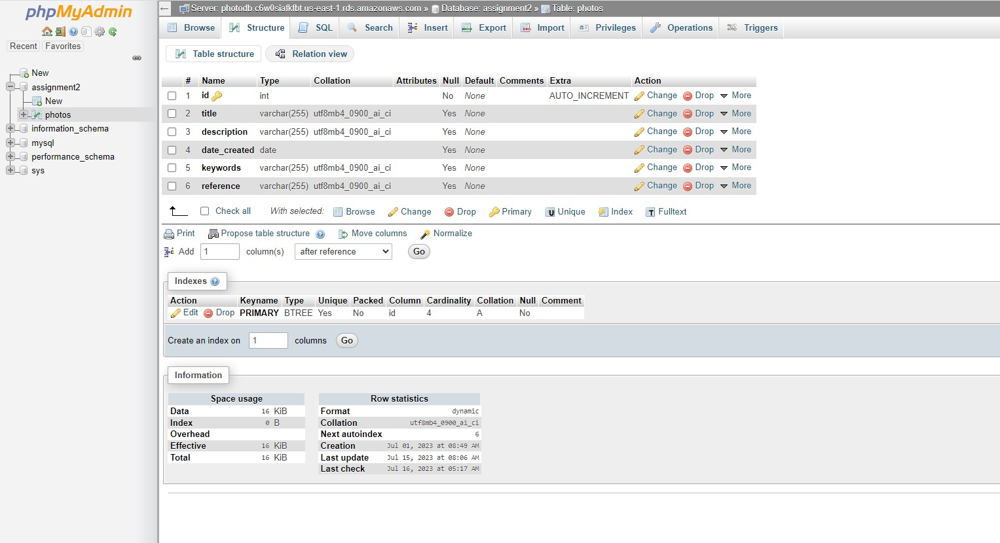 phpMyAdmin
Recent Favorites
New
assignment2
New
photos
information_schema
mysql
performance_schema
sys
Server: photodb.c6w0siafkfbt.us-east-1.rds.amazonaws.com » Database: assignment2 » Table: photos
Browse Structure SQL Search Insert Export Import Privileges Operations Triggers
Table structure Relation view
# Name Type Collation Attributes Null Default Comments Extra Action
1 id int No None AUTO_INCREMENT Change Drop More
2 title varchar(255) utf8mb4_0900_ai_ci Yes None Change Drop More
3 description varchar(255) utf8mb4_0900_ai_ci Yes None Change Drop More
4 date_created date Yes None Change Drop More
5 keywords varchar(255) utf8mb4_0900_ai_ci Yes None Change Drop More
6 reference varchar(255) utf8mb4_0900_ai_ci Yes None Change Drop More
Check all With selected: Browse Change Drop Primary Unique Index Fulltext
Print Propose table structure Move columns Normalize
Add 1 column(s) after reference Go
Indexes
Action Keyname Type Unique Packed Column Cardinality Collation Null Comment
Edit Drop PRIMARY BTREE Yes No id 4 A No
Create an index on 1 columns Go
Information
Space usage
Data 16 KiB
Index 0 B
Overhead
Effective 16 KiB
Total 16 KiB
Row statistics
Format dynamic
Collation utf8mb4_0900_ai_ci
Next autoindex 6
Creation Jul 01, 2023 at 08:49 AM
Last update Jul 15, 2023 at 08:06 AM
Last check Jul 16, 2023 at 05:17 AM